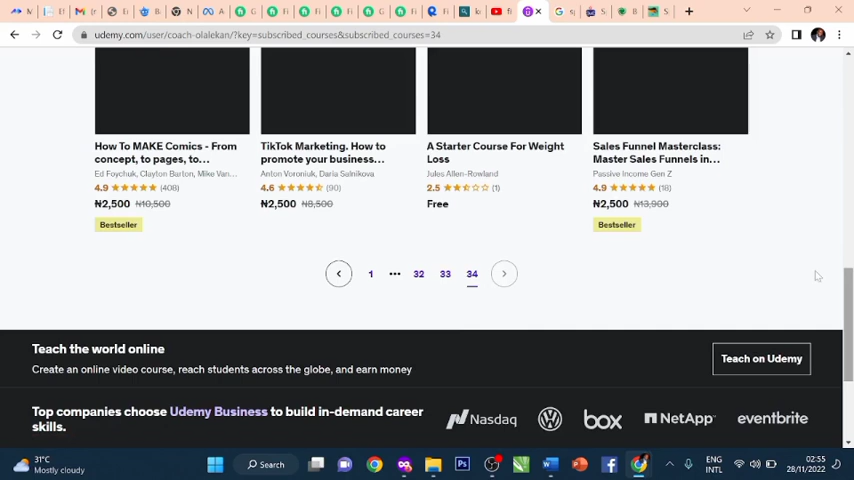 udemy.com/user/coach-olalekan/?key=subscribed_courses&subscribed_courses=34
How To MAKE Comics - From
concept, to pages, to...
Ed Foychuk, Clayton Barton, Mike Van...
4.9 (408)
₦2,500 ₦10,500
Bestseller
TikTok Marketing. How to
promote your business...
Anton Voroniuk, Daria Salnikova
4.6 (90)
₦2,500 ₦8,500
A Starter Course For Weight
Loss
Jules Allen-Rowland
2.5 (1)
Free
Sales Funnel Masterclass:
Master Sales Funnels in...
Passive Income Gen Z
4.9 (18)
₦2,500 ₦13,900
Bestseller
1 ••• 32 33 34
Teach the world online
Create an online video course, reach students across the globe, and earn money
Teach on Udemy
Top companies choose Udemy Business to build in-demand career
skills.
Nasdaq box NetApp eventbrite
31°C
Mostly cloudy
Search
ENG
INTL
02:55
28/11/2022